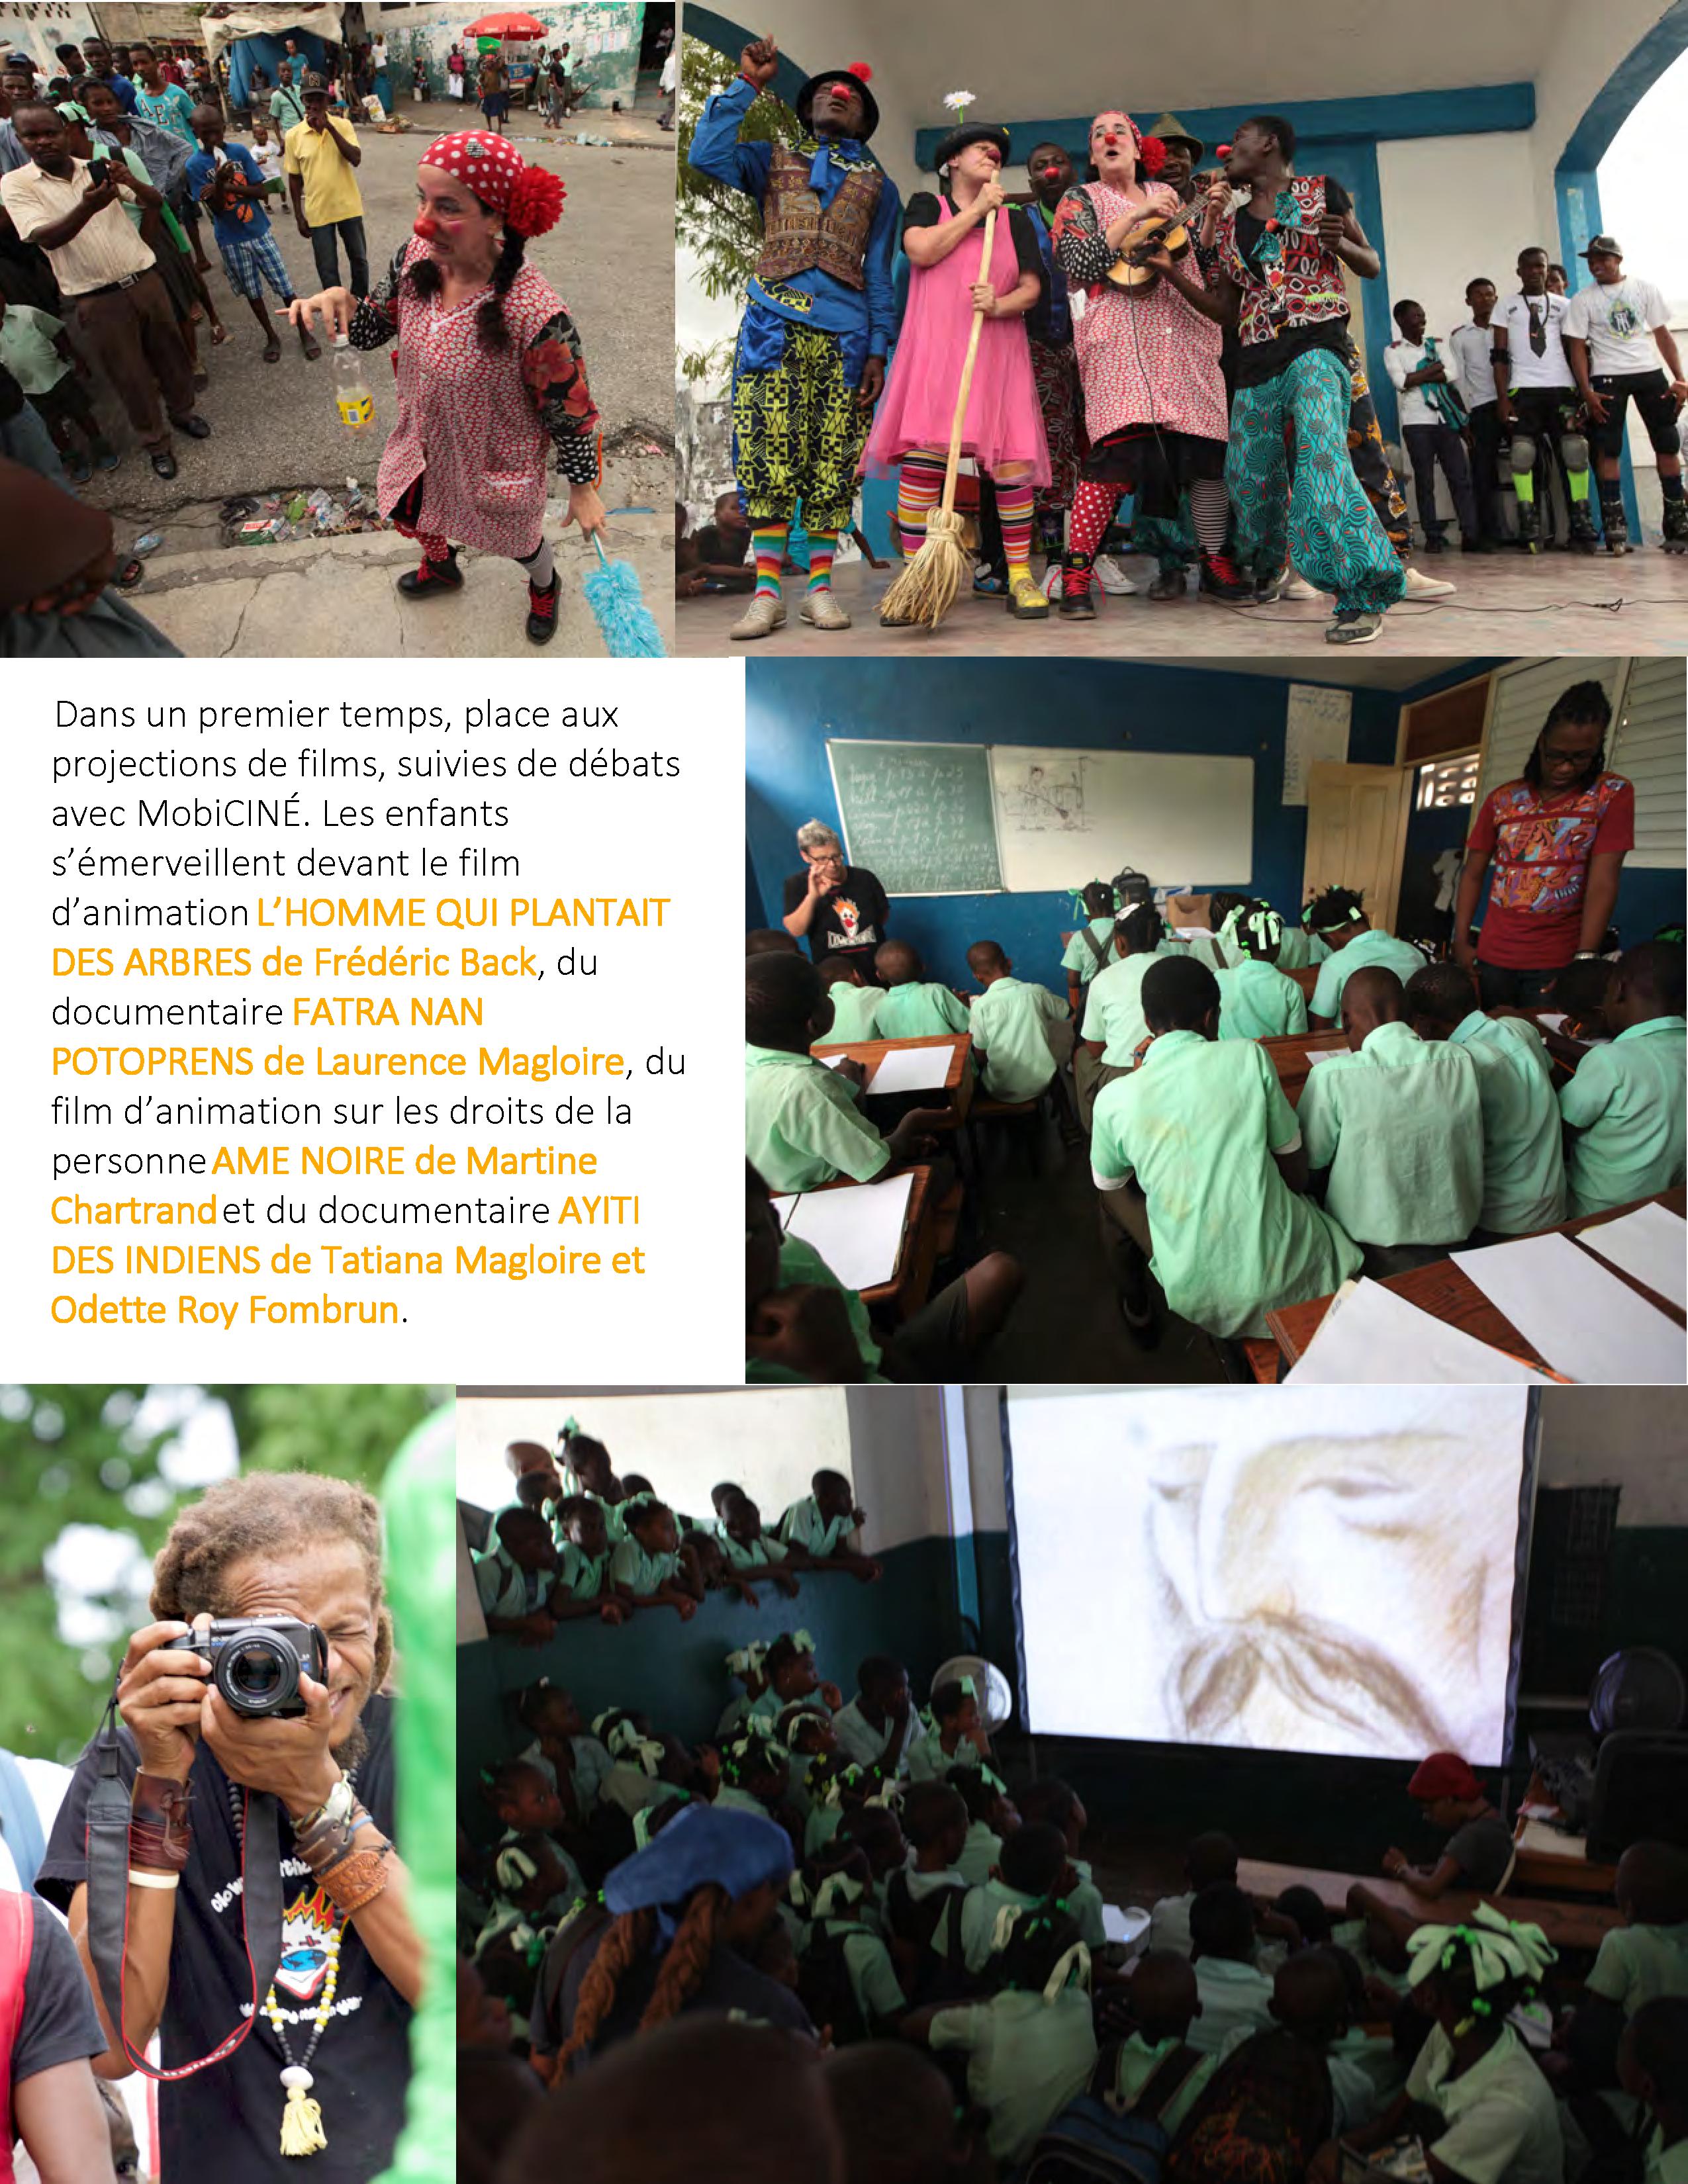 Dans un premier temps, place aux
projections de films, suivies de débats
avec MobiCINÉ. Les enfants
s’émerveillent devant le film
d’animation L’HOMME QUI PLANTAIT
DES ARBRES de Frédéric Back, du
documentaire FATRA NAN
POTOPRENS de Laurence Magloire, du
film d’animation sur les droits de la
personne AME NOIRE de Martine
Chartrand et du documentaire AYITI
DES INDIENS de Tatiana Magloire et
Odette Roy Fombrun.